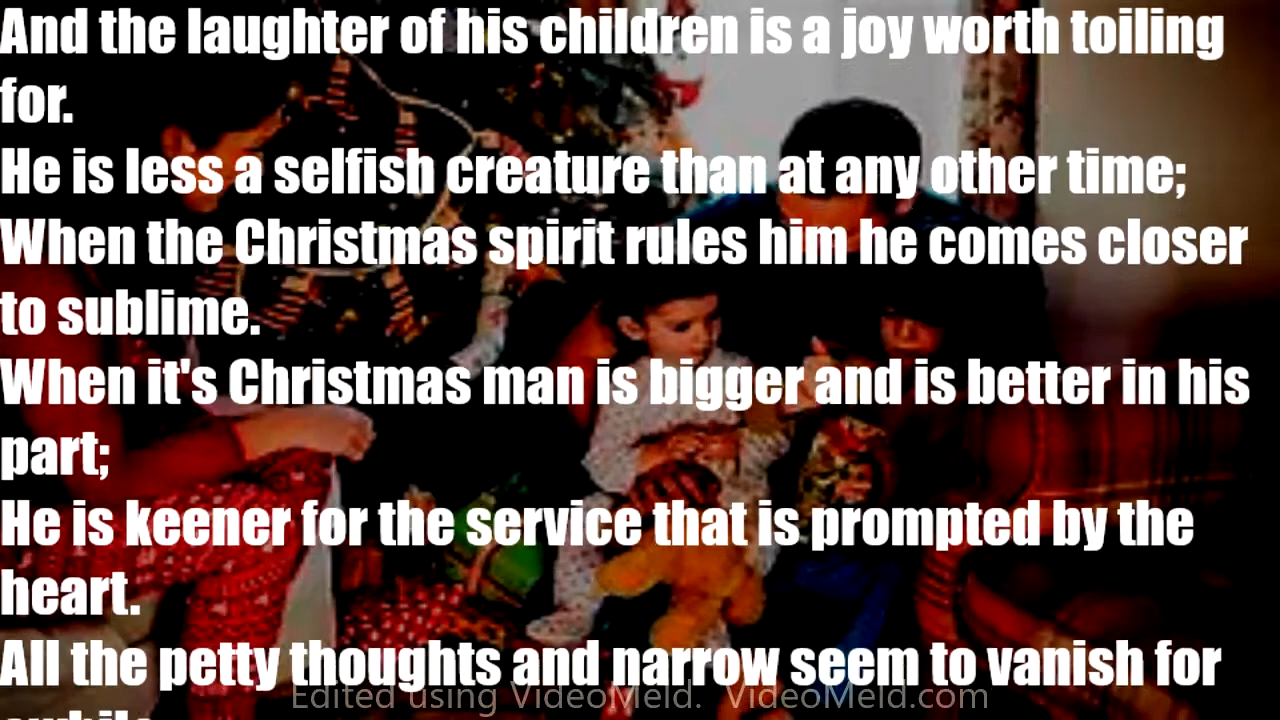 And the laughter of his children is a joy worth toiling
for.
He is less a selfish creature than at any other time;
When the Christmas spirit rules him he comes closer
to sublime.
When it's Christmas man is bigger and is better in his
part;
He is keener for the service that is prompted by the
heart.
All the petty thoughts and narrow seem to vanish for
Edited using VideoMeld. VideoMeld.com